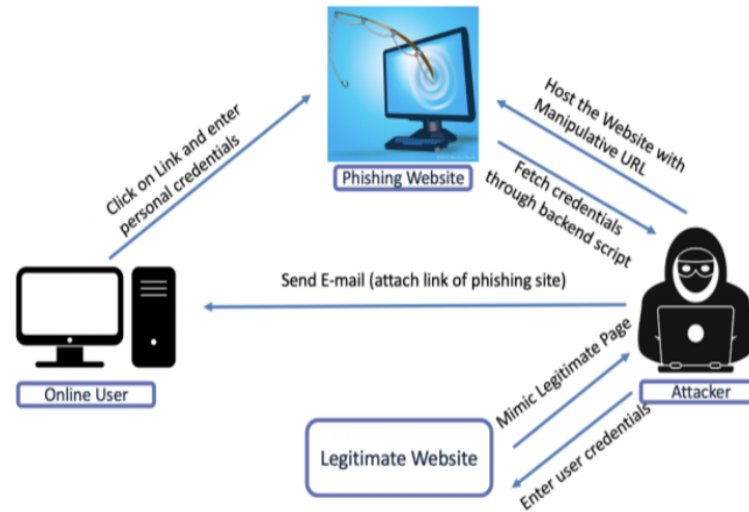 Host the Website with
Manipulative URL
Click on Link and enter
personal credentials
Phishing Website
Fetch credentials
through backend script
Send E-mail (attach link of phishing site)
Online User
Attacker
Mimic Legitimate Page
Legitimate Website
Enter user credentials